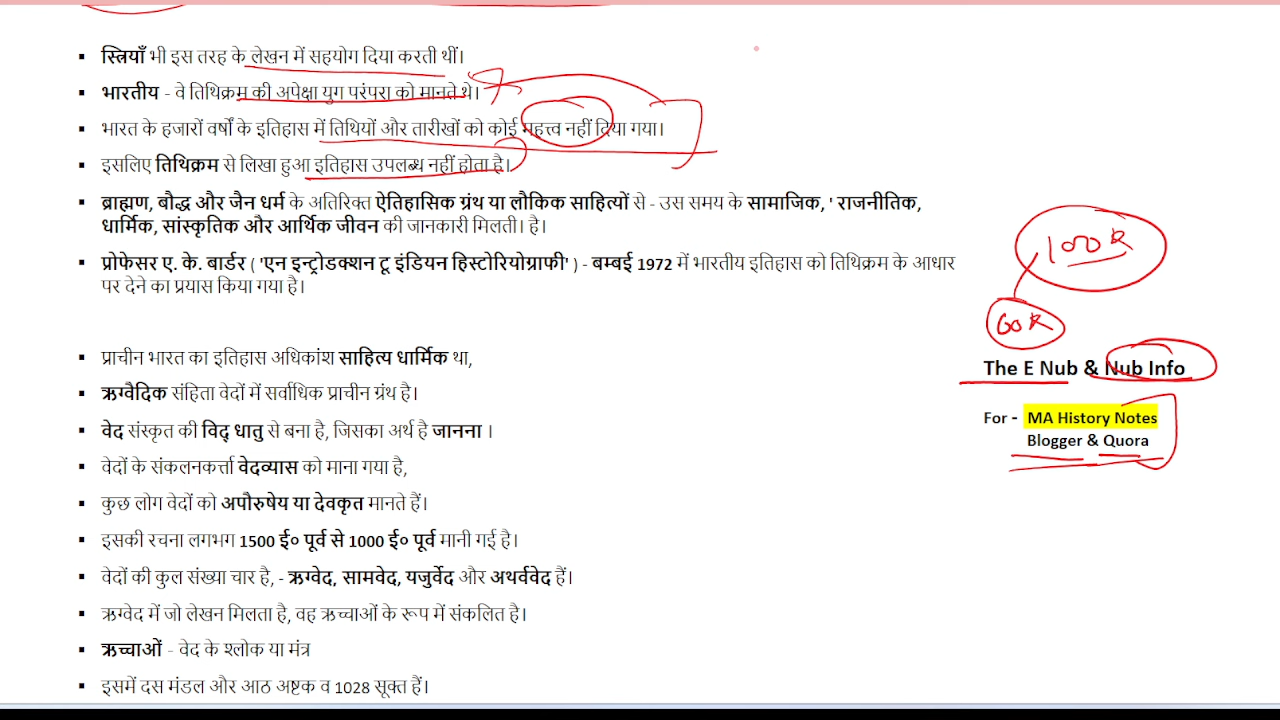 ▪ स्त्रियाँ भी इस तरह के लेखन में सहयोग दिया करती थीं।
▪ भारतीय - वे तिथिक्रम की अपेक्षा युग परंपरा को मानते थे।
▪ भारत के हजारों वर्षों के इतिहास में तिथियों और तारीखों को कोई महत्त्व नहीं दिया गया।
▪ इसलिए तिथिक्रम से लिखा हुआ इतिहास उपलब्ध नहीं होता है।
▪ ब्राह्मण, बौद्ध और जैन धर्म के अतिरिक्त ऐतिहासिक ग्रंथ या लौकिक साहित्यों से - उस समय के सामाजिक, ' राजनीतिक,
धार्मिक, सांस्कृतिक और आर्थिक जीवन की जानकारी मिलती। है।
▪ प्रोफेसर ए. के. बार्डर ( 'एन इन्ट्रोडक्शन टू इंडियन हिस्टोरियोग्राफी' ) - बम्बई 1972 में भारतीय इतिहास को तिथिक्रम के आधार
पर देने का प्रयास किया गया है।
100 R
60 R
▪ प्राचीन भारत का इतिहास अधिकांश साहित्य धार्मिक था,
The E Nub & Nub Info
▪ ऋग्वैदिक संहिता वेदों में सर्वाधिक प्राचीन ग्रंथ है।
For - MA History Notes
▪ वेद संस्कृत की विद् धातु से बना है, जिसका अर्थ है जानना ।
Blogger & Quora
▪ वेदों के संकलनकर्त्ता वेदव्यास को माना गया है,
▪ कुछ लोग वेदों को अपौरुषेय या देवकृत मानते हैं।
▪ इसकी रचना लगभग 1500 ई० पूर्व से 1000 ई० पूर्व मानी गई है।
▪ वेदों की कुल संख्या चार है, - ऋग्वेद, सामवेद, यजुर्वेद और अथर्ववेद हैं।
▪ ऋग्वेद में जो लेखन मिलता है, वह ऋच्चाओं के रूप में संकलित है।
▪ ऋच्चाओं - वेद के श्लोक या मंत्र
▪ इसमें दस मंडल और आठ अष्टक व 1028 सूक्त हैं।